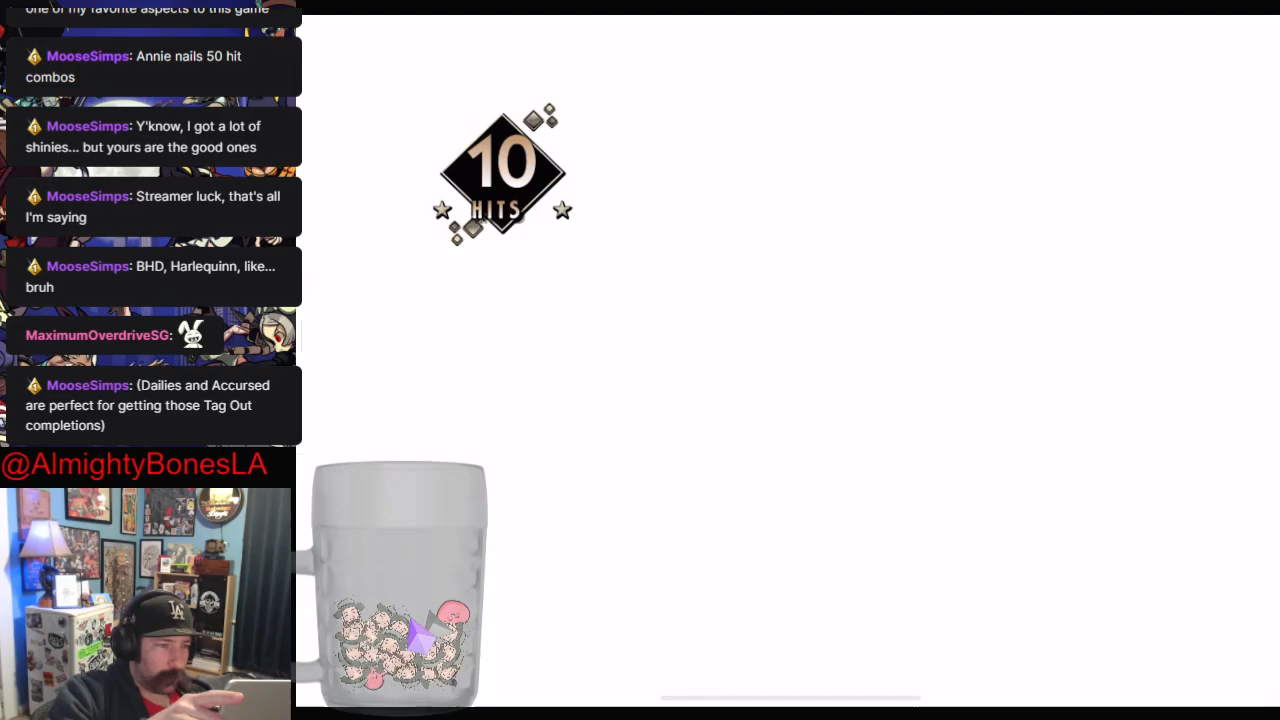 one of my favorite aspects to this game
MooseSimps: Annie nails 50 hit
combos
MooseSimps: Y'know, I got a lot of
shinies... but yours are the good ones
MooseSimps: Streamer luck, that's all
I'm saying
MooseSimps: BHD, Harlequinn, like...
bruh
MaximumOverdriveSG:
MooseSimps: (Dailies and Accursed
are perfect for getting those Tag Out
completions)
@AlmightyBonesLA
10
HITS
LA